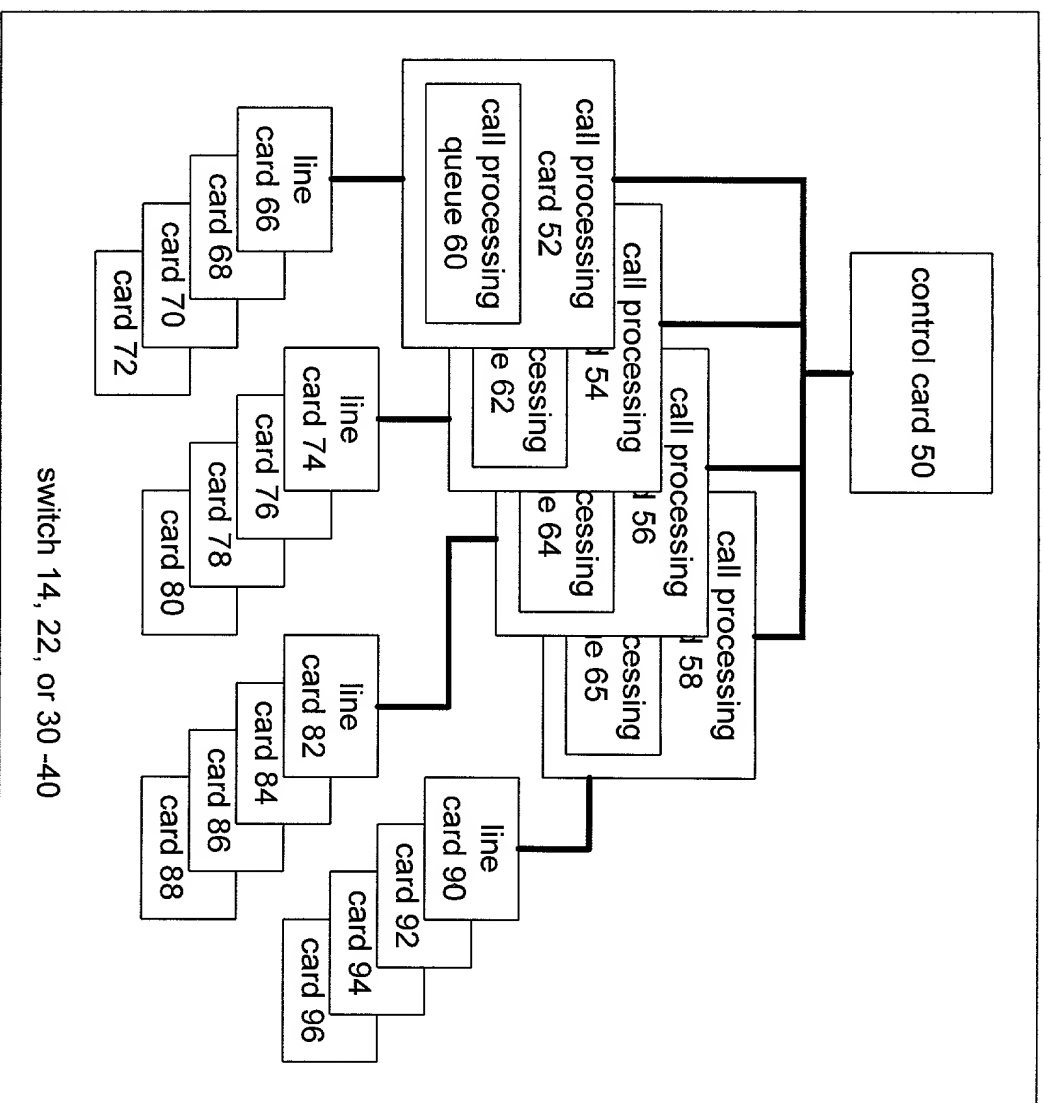 control card 50
call processing
card 52
call processing
queue 60
call processing
54
cessing
e 62
call processing
56
cessing
e 64
call processing
58
cessing
e 65
line
card 66
card 68
card 70
card 72
line
card 74
card 76
card 78
card 80
line
card 82
card 84
card 86
card 88
line
card 90
card 92
card 94
card 96
switch 14, 22, or 30 -40